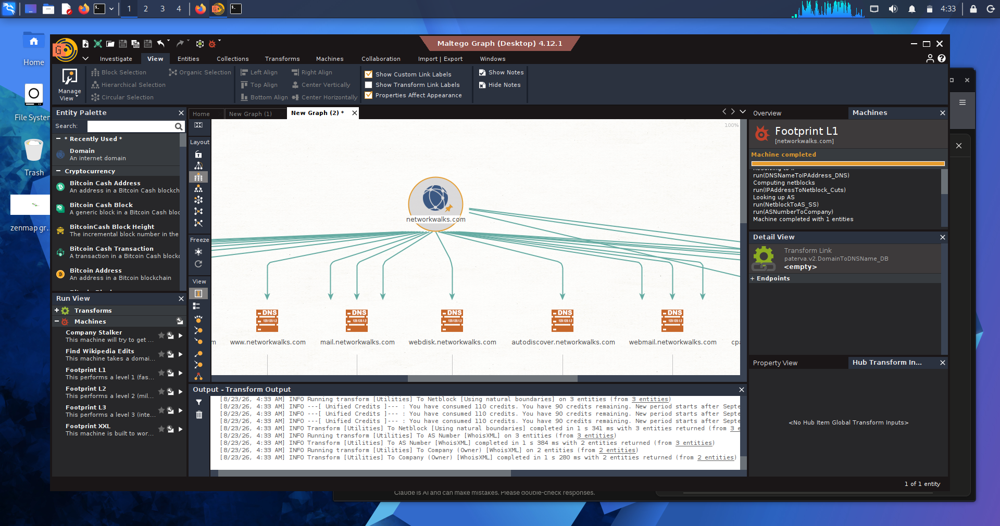 1
2
3
4
4:33
Home
File System
Trash
zenmap gr...
Maltego Graph (Desktop) 4.12.1
Investigate
View
Entities
Collections
Transforms
Machines
Collaboration
Import | Export
Windows
Manage
View
Block Selection
Organic Selection
Hierarchical Selection
Circular Selection
Left Align
Right Align
Top Align
Center Vertically
Bottom Align
Center Horizontally
Show Custom Link Labels
Show Transform Link Labels
Properties Affect Appearance
Show Notes
Hide Notes
Entity Palette
Search:
* Recently Used *
Domain
An internet domain
Cryptocurrency
Bitcoin Cash Address
An address in a Bitcoin Cash blockch
Bitcoin Cash Block
A generic block in a Bitcoin Cash bloc
BitcoinCash Block Height
The incremental block number in the
Bitcoin Cash Transaction
A transaction in a Bitcoin Cash blockc
Bitcoin Address
An address in a Bitcoin blockchain
Run View
Transforms
Machines
Company Stalker
This machine will try to get ...
Find Wikipedia Edits
This machine takes a domai...
Footprint L1
This performs a level 1 (fas...
Footprint L2
This performs a level 2 (mil...
Footprint L3
This performs a level 3 (inte...
Footprint XXL
This machine is built to wor...
Home
New Graph (1)
New Graph (2) *
Layout
Freeze
View
100%
networkwalks.com
DNS
DNS
DNS
DNS
DNS
m
www.networkwalks.com
mail.networkwalks.com
webdisk.networkwalks.com
autodiscover.networkwalks.com
webmail.networkwalks.com
cp
Output - Transform Output
[8/23/26, 4:33 AM] INFO Running transform [Utilities] To Netblock [Using natural boundaries] on 3 entities (from 3 entities)
[8/23/26, 4:33 AM] INFO ---[ Unified Credits ]--- : You have consumed 110 credits. You have 90 credits remaining. New period starts after Septe
[8/23/26, 4:33 AM] INFO ---[ Unified Credits ]--- : You have consumed 110 credits. You have 90 credits remaining. New period starts after Septe
[8/23/26, 4:33 AM] INFO ---[ Unified Credits ]--- : You have consumed 110 credits. You have 90 credits remaining. New period starts after Septe
[8/23/26, 4:33 AM] INFO Transform [Utilities] To Netblock [Using natural boundaries] completed in 1 s 341 ms with 3 entities returned (from 3 e
[8/23/26, 4:33 AM] INFO Running transform [Utilities] To AS Number [WhoisXML] on 3 entities (from 3 entities)
[8/23/26, 4:33 AM] INFO Transform [Utilities] To AS Number [WhoisXML] completed in 1 s 384 ms with 2 entities returned (from 3 entities)
[8/23/26, 4:33 AM] INFO Running transform [Utilities] To Company (Owner) [WhoisXML] on 2 entities (from 2 entities)
[8/23/26, 4:33 AM] INFO Transform [Utilities] To Company (Owner) [WhoisXML] completed in 1 s 280 ms with 2 entities returned (from 2 entities)
Overview
Machines
Footprint L1
[networkwalks.com]
Machine completed
run(DNSNameToIPAddress_DNS)
Computing netblocks
run(IPAddressToNetblock_Cuts)
Looking up AS
run(NetblockToAS_SS)
run(ASNumberToCompany)
Machine completed with 1 entities
Detail View
Transform Link
paterva.v2.DomainToDNSName_DB
<empty>
+ Endpoints
Property View
Hub Transform In...
<No Hub Item Global Transform Inputs>
1 of 1 entity
Claude is AI and can make mistakes. Please double-check responses.